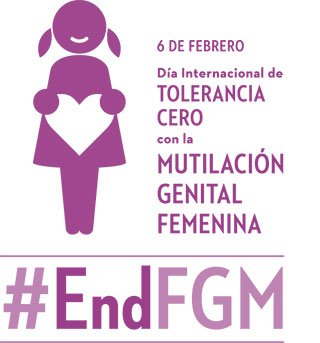 6 DE FEBRERO
Día Internacional de
TOLERANCIA
CERO
con la
MUTILACIÓN
GENITAL
FEMENINA
#EndFGM